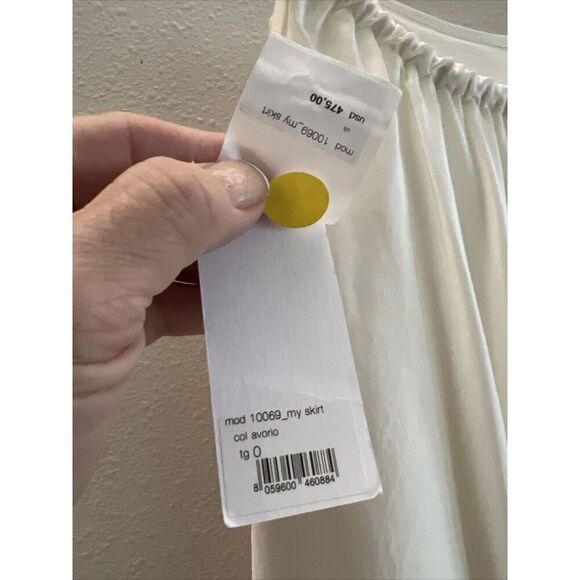 mod 10069_my skirt
us
usd 475,00
mod 10069_my skirt
col avorio
tg 0
8 059600 460884